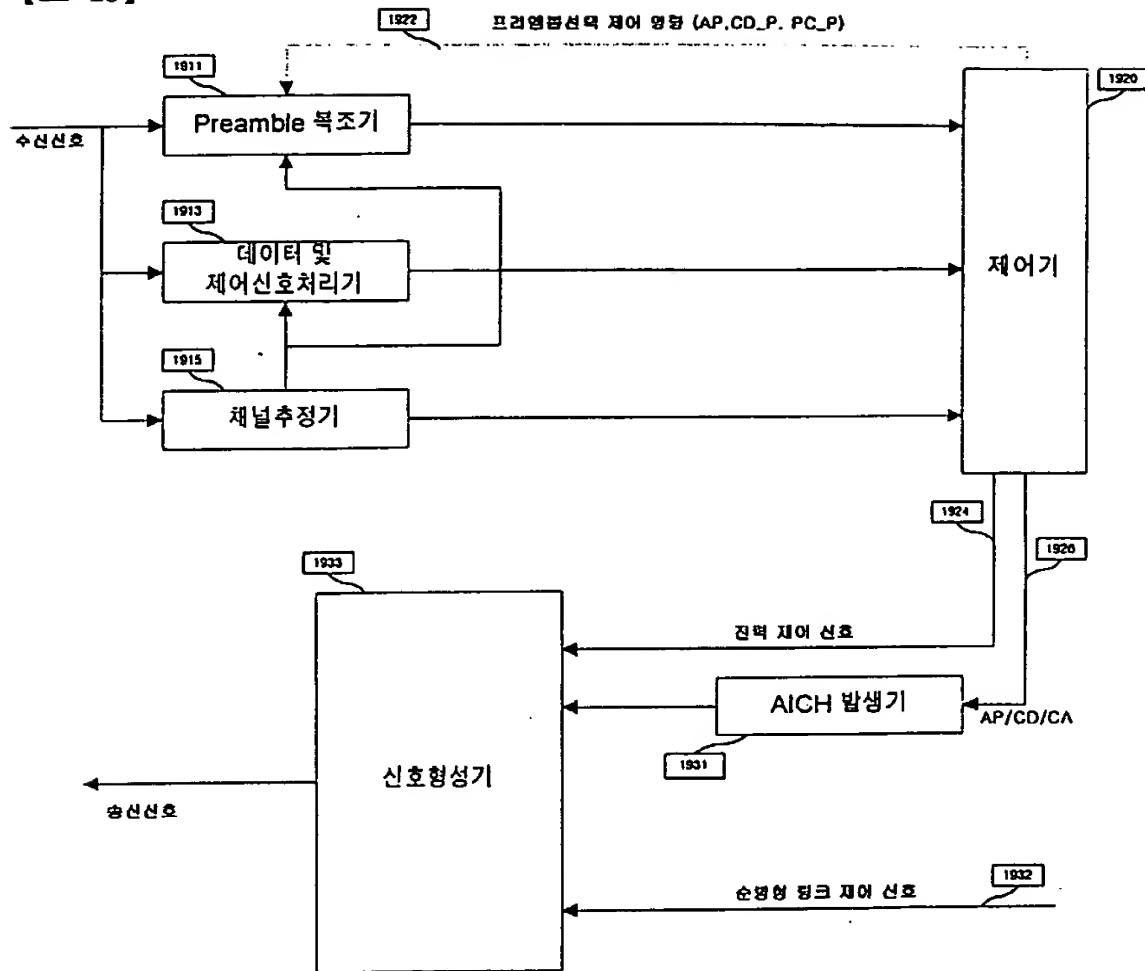 1922
프리앰블선택 제어 명령 (AP,CD_P, PC_P)
1911
1920
Preamble 복조기
수신신호
1913
데이터 및
제어신호처리기
제어기
1915
채널추정기
1924
1926
1933
전력 제어 신호
AICH 발생기
AP/CD/CA
1931
신호형성기
송신신호
1932
순방향 링크 제어 신호